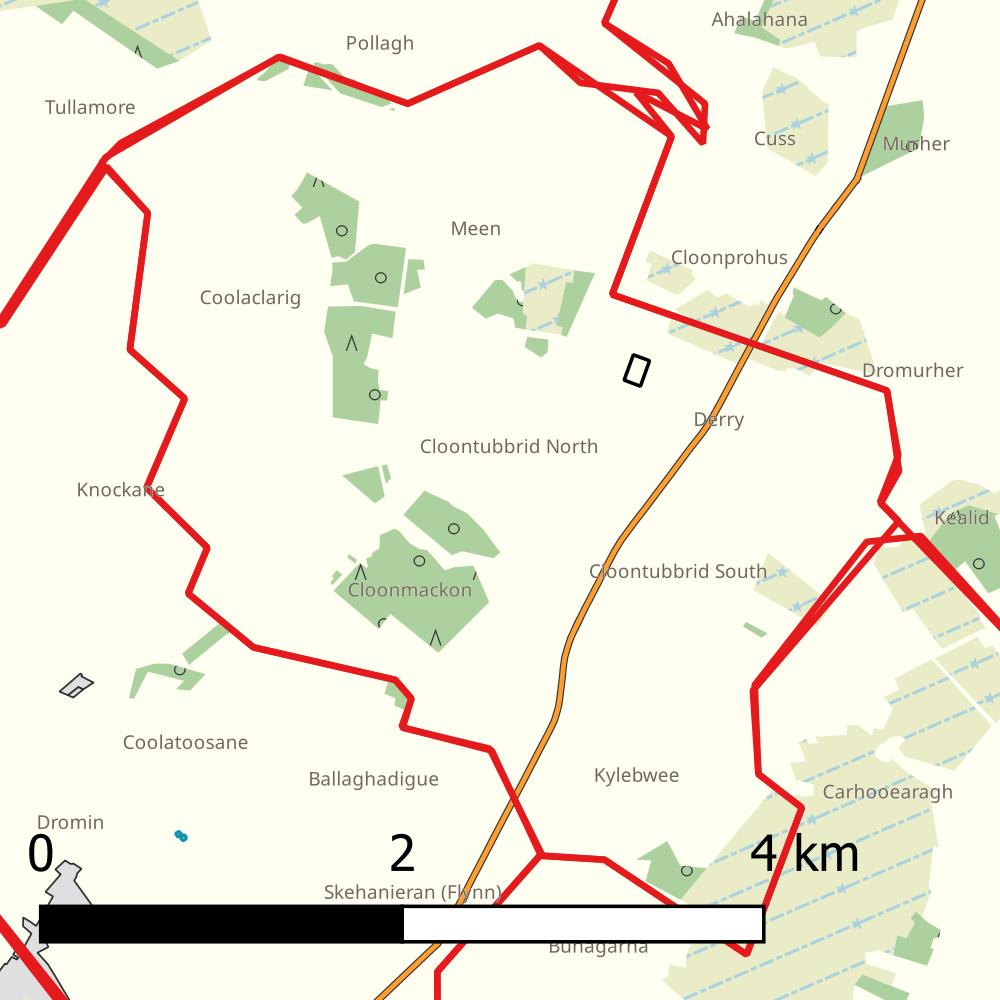 Ahalahana
Pollagh
Tullamore
Cuss
Murher
Meen
Cloonprohus
Coolaclarig
Dromurher
Derry
Cloontubbrid North
Knockane
Kealid
Cloontubbrid South
Cloonmackon
Coolatoosane
Ballaghadigue
Kylebwee
Carhooearagh
Dromin
0 2 4 km
Skehanieran (Flynn)
Bunagarha